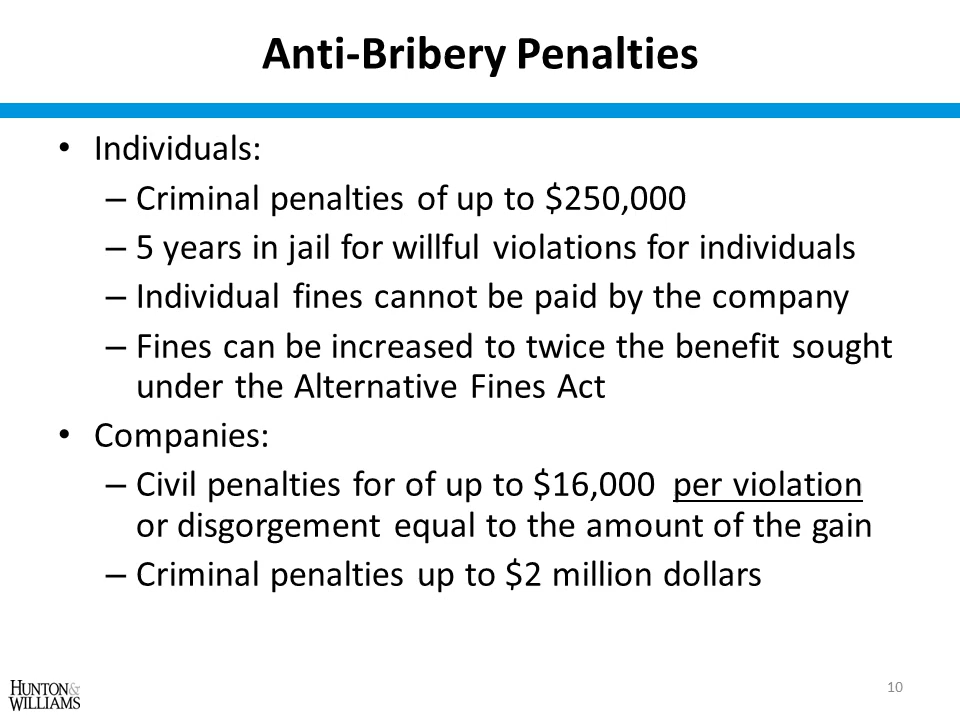 Anti-Bribery Penalties
• Individuals:
– Criminal penalties of up to $250,000
– 5 years in jail for willful violations for individuals
– Individual fines cannot be paid by the company
– Fines can be increased to twice the benefit sought
under the Alternative Fines Act
• Companies:
– Civil penalties for of up to $16,000 per violation
or disgorgement equal to the amount of the gain
– Criminal penalties up to $2 million dollars
HUNTON&
WILLIAMS
10